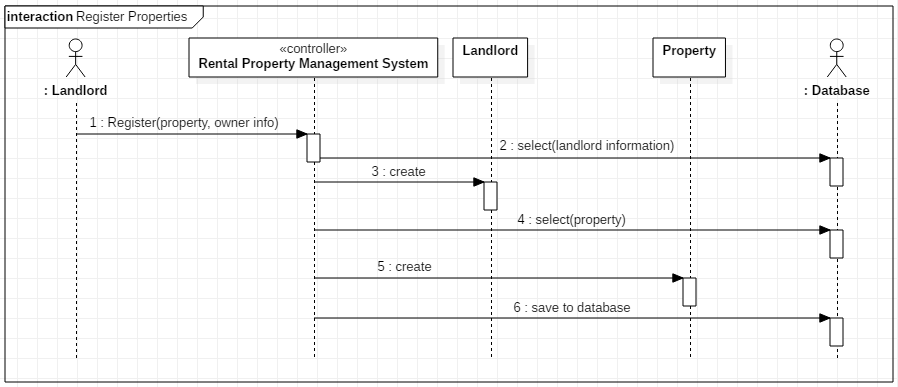 interaction Register Properties
: Landlord
«controller»
Rental Property Management System
Landlord
Property
: Database
1 : Register(property, owner info)
2 : select(landlord information)
3 : create
4 : select(property)
5 : create
6 : save to database